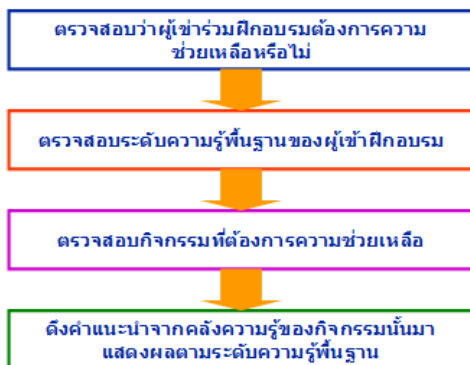 ตรวจสอบว่าผู้เข้าร่วมฝึกอบรมต้องการความ
ช่วยเหลือหรือไม่
ตรวจสอบระดับความรู้พื้นฐานของผู้เข้าฝึกอบรม
ตรวจสอบกิจกรรมที่ต้องการความช่วยเหลือ
ดึงคำแนะนำจากคลังความรู้ของกิจกรรมนั้นมา
แสดงผลตามระดับความรู้พื้นฐาน